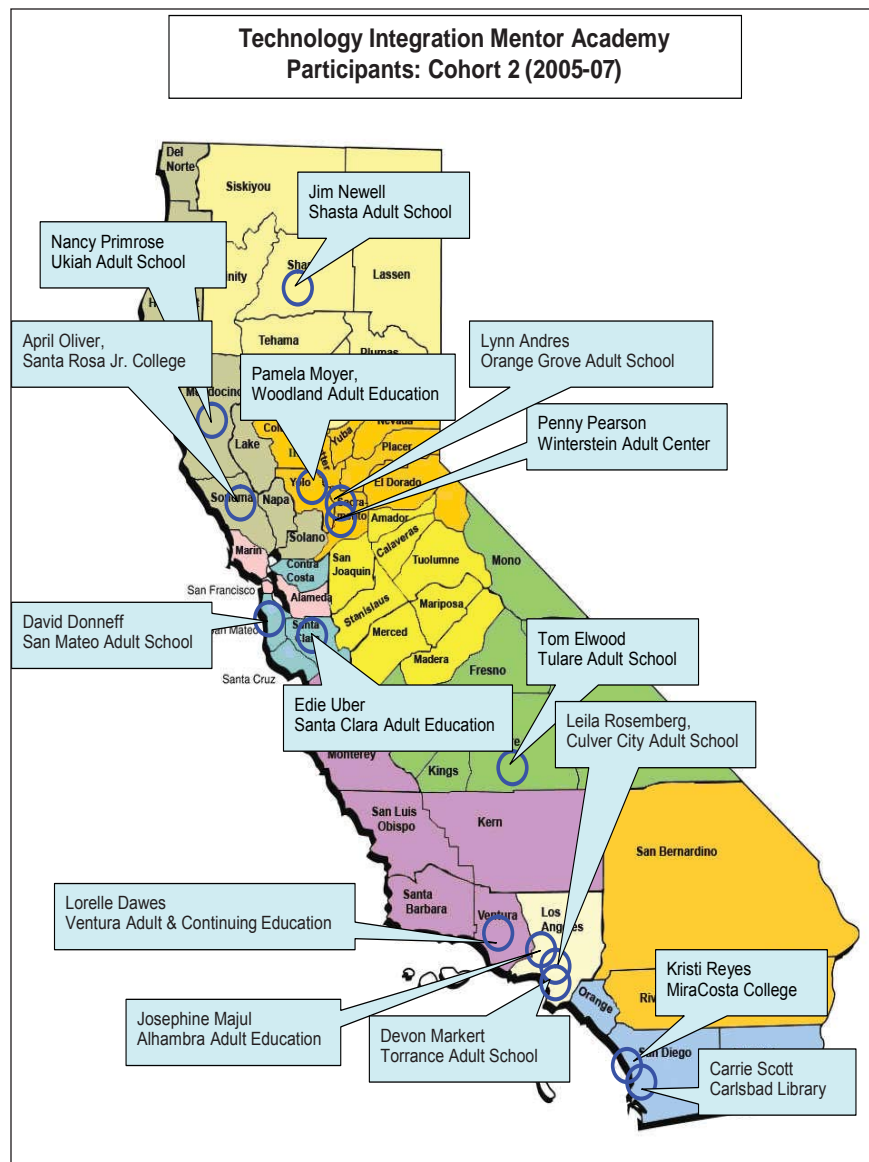 Technology Integration Mentor Academy
Participants: Cohort 2 (2005-07)
Del
Norte
Siskiyou
Jim Newell
Shasta Adult School
Nancy Primrose
Ukiah Adult School
Lassen
Tehama
April Oliver,
Santa Rosa Jr. College
Lynn Andres
Orange Grove Adult School
Pamela Moyer,
Woodland Adult Education
Penny Pearson
Winterstein Adult Center
Lake
Yuba
Placer
Yolo
El Dorado
Sonoma
Napa
Amador
Solano
Calaveras
Marin
Contra
Costa
San
Joaquin
Tuolumne
Mono
San Francisco
Alameda
Stanislaus
Mariposa
David Donneff
San Mateo Adult School
Santa
Merced
Madera
Fresno
Tom Elwood
Tulare Adult School
Santa Cruz
Edie Uber
Santa Clara Adult Education
Leila Rosemberg,
Culver City Adult School
Monterey
Kings
San Luis
Obispo
Kern
San Bernardino
Santa
Barbara
Ventura
Los
Angeles
Lorelle Dawes
Ventura Adult & Continuing Education
Kristi Reyes
MiraCosta College
Orange
Josephine Majul
Alhambra Adult Education
Devon Markert
Torrance Adult School
San Diego
Carrie Scott
Carlsbad Library